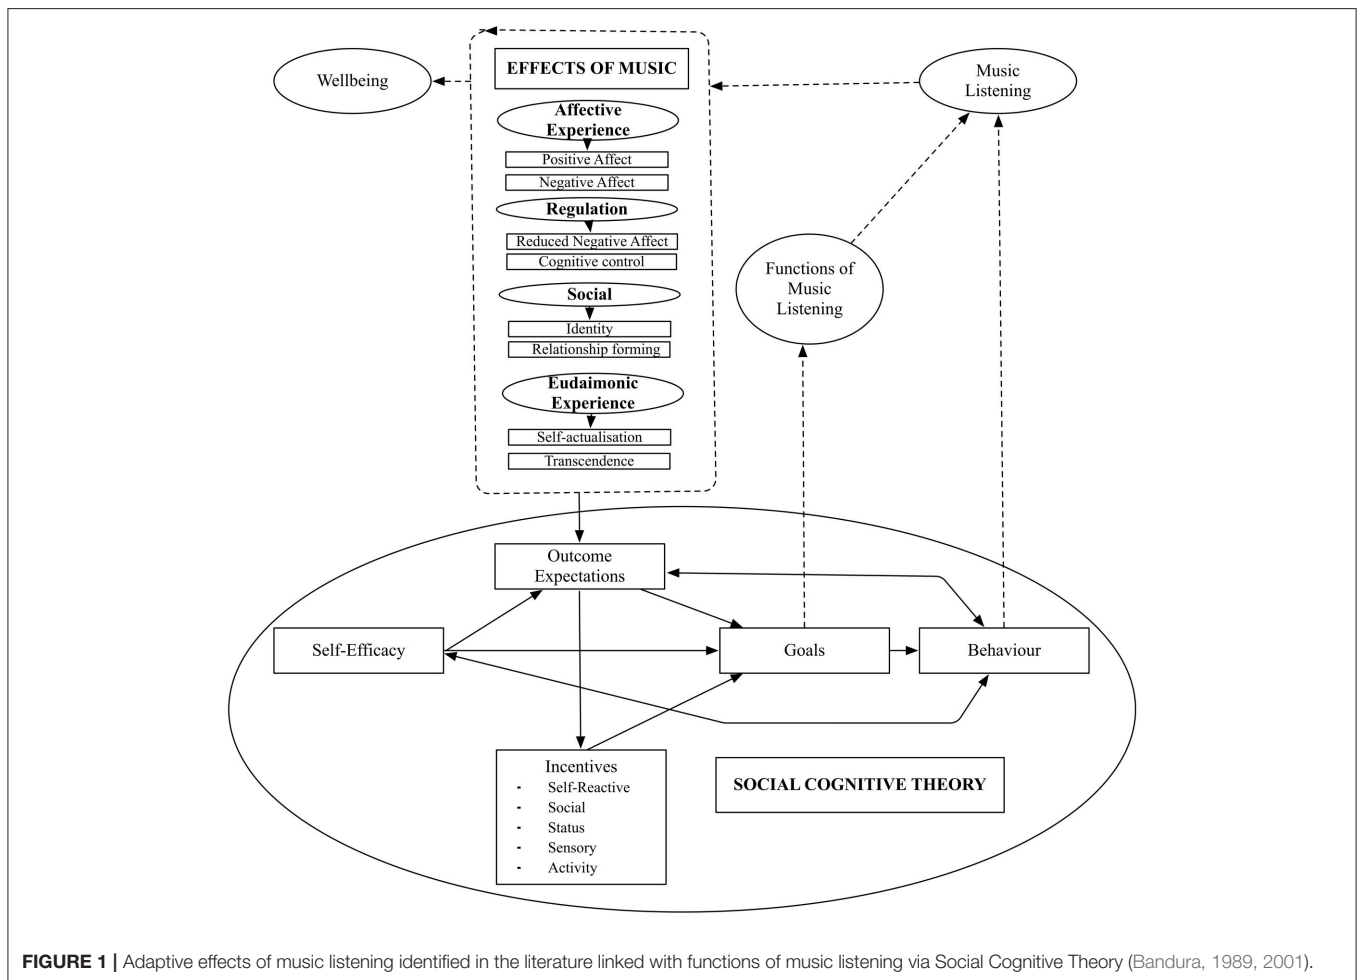 Wellbeing
EFFECTS OF MUSIC
Music
Listening
Affective
Experience
Positive Affect
Negative Affect
Regulation
Reduced Negative Affect
Cognitive control
Social
Identity
Relationship forming
Eudaimonic
Experience
Self-actualisation
Transcendence
Functions of
Music
Listening
Outcome
Expectations
Self-Efficacy
Goals
Behaviour
Incentives
- Self-Reactive
- Social
- Status
- Sensory
- Activity
SOCIAL COGNITIVE THEORY
FIGURE 1 | Adaptive effects of music listening identified in the literature linked with functions of music listening via Social Cognitive Theory (Bandura, 1989, 2001).